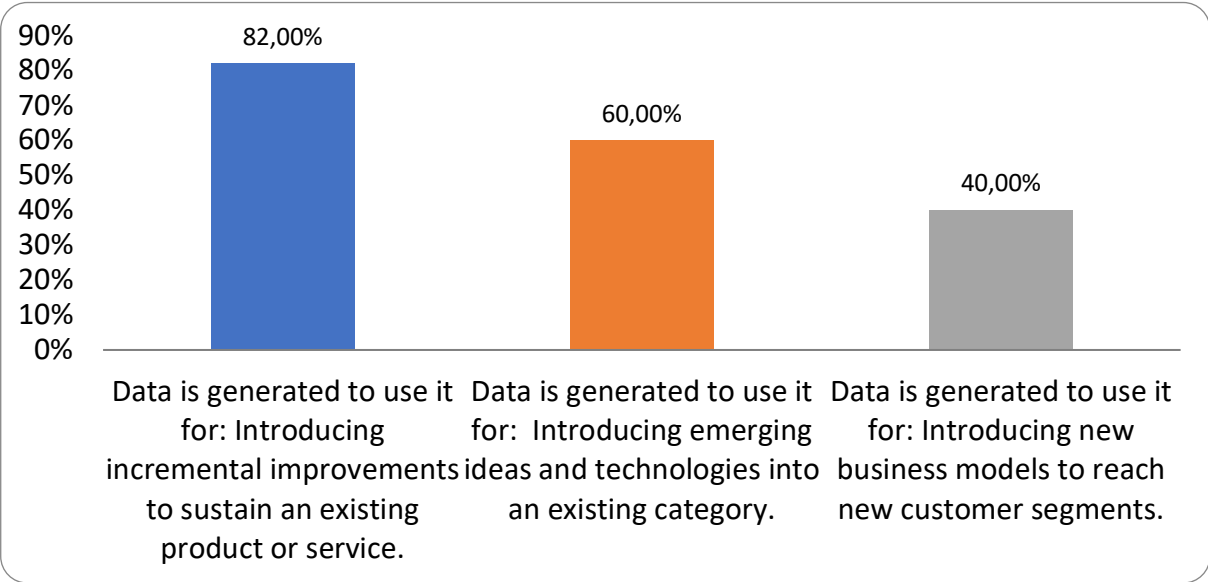 90%
80%
70%
60%
50%
40%
30%
20%
10%
0%
82,00%
60,00%
40,00%
Data is generated to use it
for: Introducing
incremental improvements
to sustain an existing
product or service.
Data is generated to use it
for:  Introducing emerging
ideas and technologies into
an existing category.
Data is generated to use it
for: Introducing new
business models to reach
new customer segments.